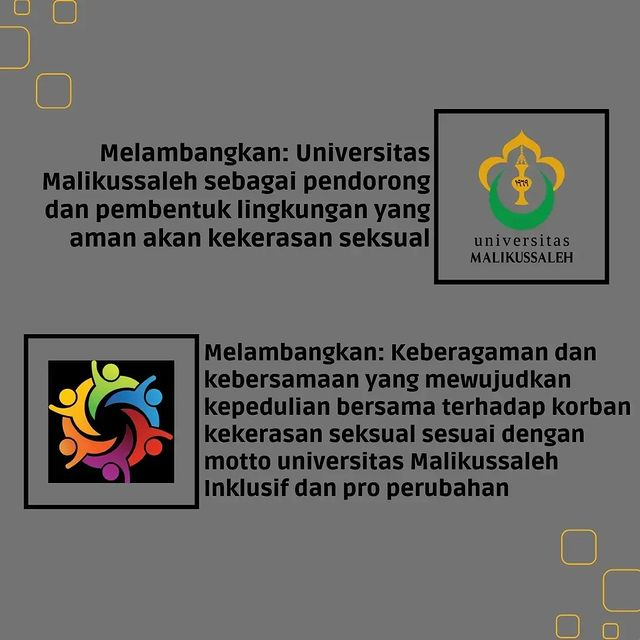 Melambangkan: Universitas
Malikussaleh sebagai pendorong
dan pembentuk lingkungan yang
aman akan kekerasan seksual
١٩٦٩
universitas
MALIKUSSALEH
Melambangkan: Keberagaman dan
kebersamaan yang mewujudkan
kepedulian bersama terhadap korban
kekerasan seksual sesuai dengan
motto universitas Malikussaleh
Inklusif dan pro perubahan